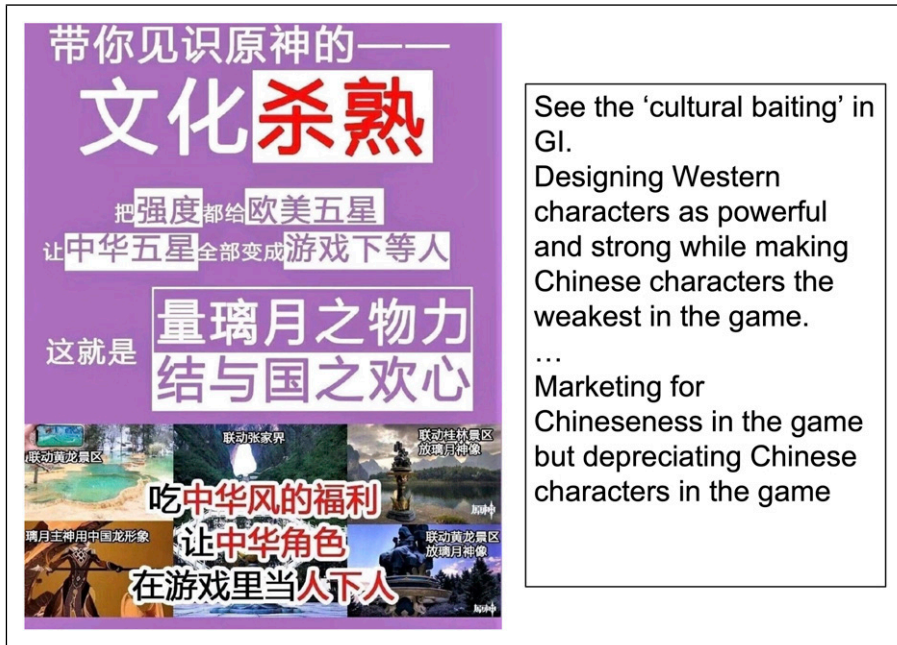 带你见识原神的——
文化杀熟
把强度都给欧美五星
让中华五星全部变成游戏下等人
这就是
量璃月之物力
结与国之欢心
联动黄龙景区
联动张家界
联动桂林景区
放璃月神像
吃中华风的福利
原神
璃月主神用中国龙形象
让中华角色
联动黄龙景区
放璃月神像
在游戏里当人下人
原神
See the ‘cultural baiting’ in
GI.
Designing Western
characters as powerful
and strong while making
Chinese characters the
weakest in the game.
…
Marketing for
Chineseness in the game
but depreciating Chinese
characters in the game